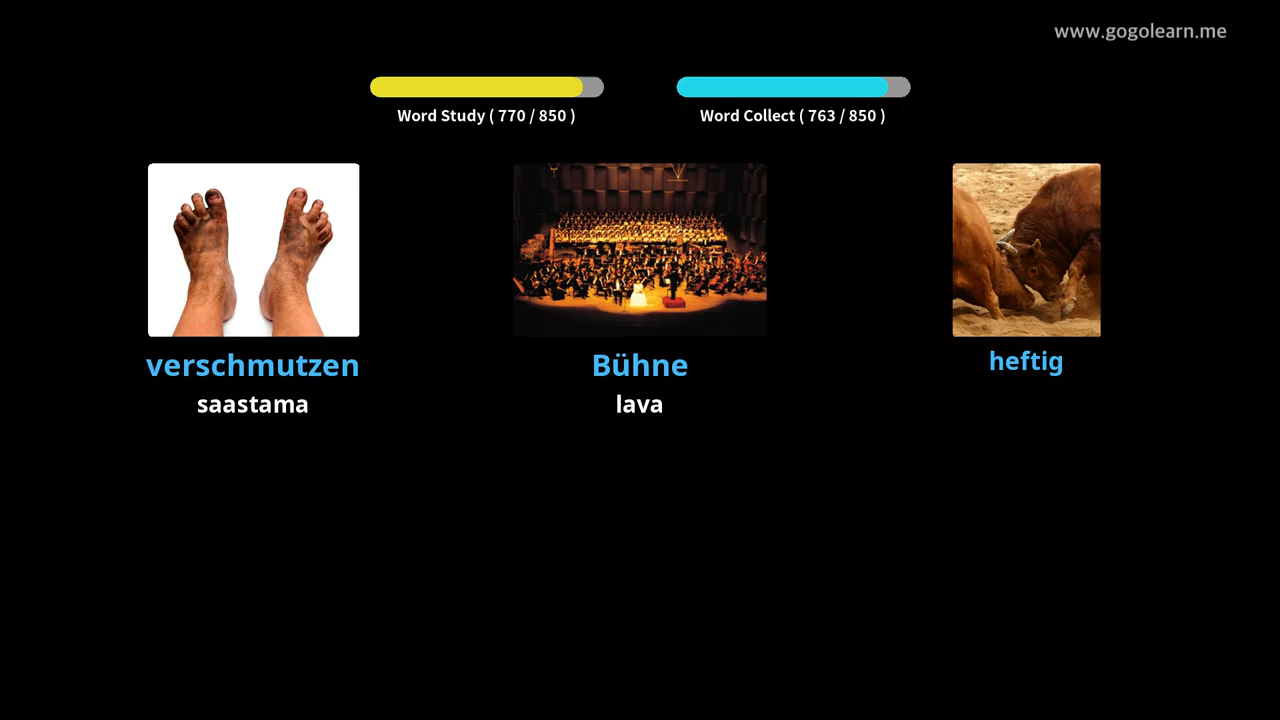 www.gogolearn.me
Word Study ( 770 / 850 )
Word Collect ( 763 / 850 )
verschmutzen
saastama
Bühne
lava
heftig